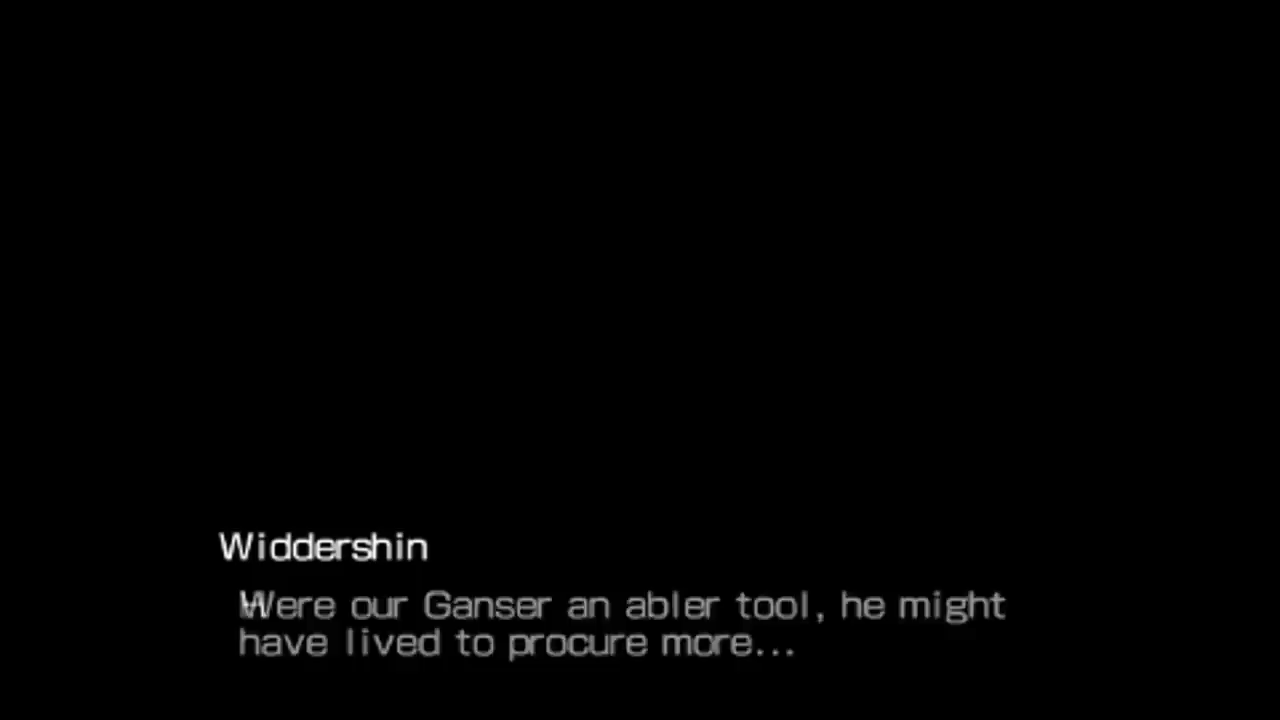 Widdershin
Were our Ganser an abler tool, he might
have lived to procure more...